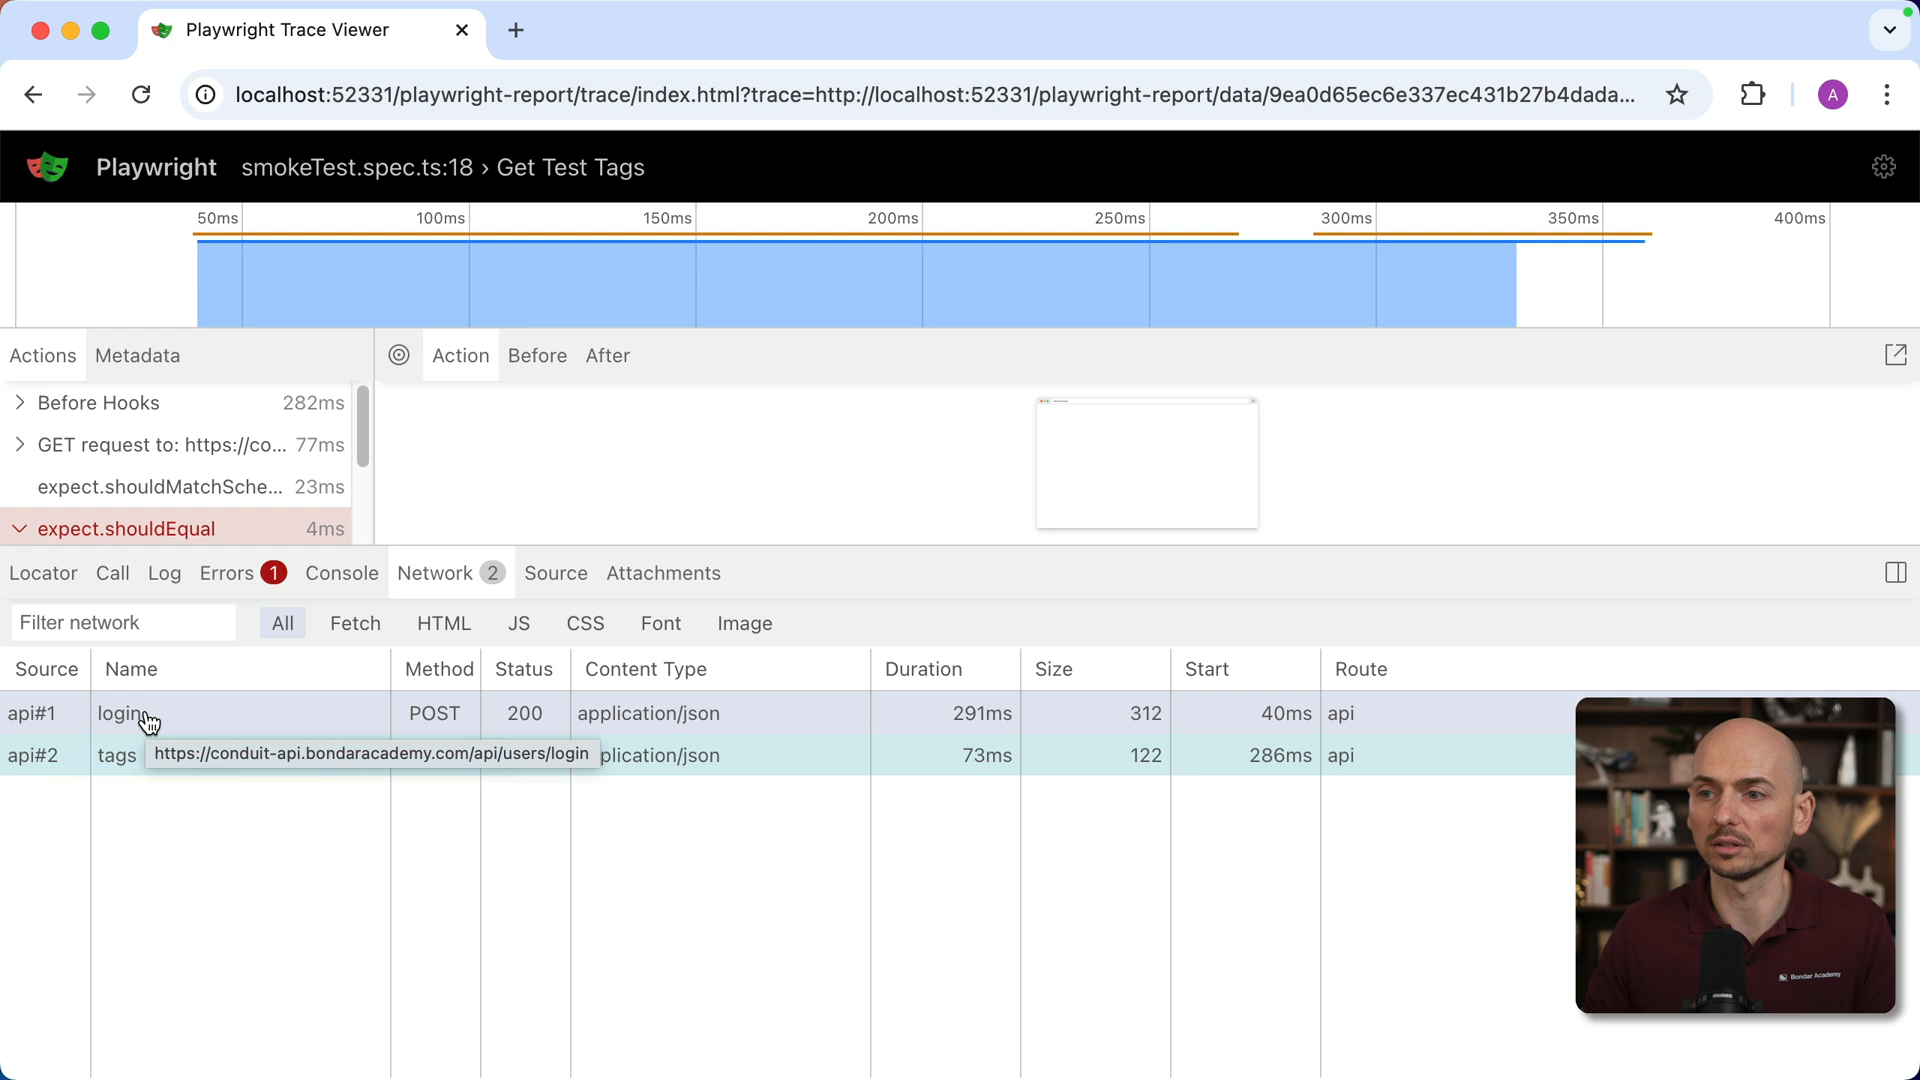 Playwright Trace Viewer
localhost:52331/playwright-report/trace/index.html?trace=http://localhost:52331/playwright-report/data/9ea0d65ec6e337ec431b27b4dada...
A
Playwright smokeTest.spec.ts:18 › Get Test Tags
50ms 100ms 150ms 200ms 250ms 300ms 350ms 400ms
Actions Metadata Action Before After
Before Hooks 282ms
GET request to: https://co... 77ms
expect.shouldMatchSche... 23ms
expect.shouldEqual 4ms
Locator Call Log Errors 1 Console Network 2 Source Attachments
Filter network All Fetch HTML JS CSS Font Image
Source Name Method Status Content Type Duration Size Start Route
api#1 login POST 200 application/json 291ms 312 40ms api
api#2 tags plication/json 73ms 122 286ms api
https://conduit-api.bondaracademy.com/api/users/login
Bondar Academy